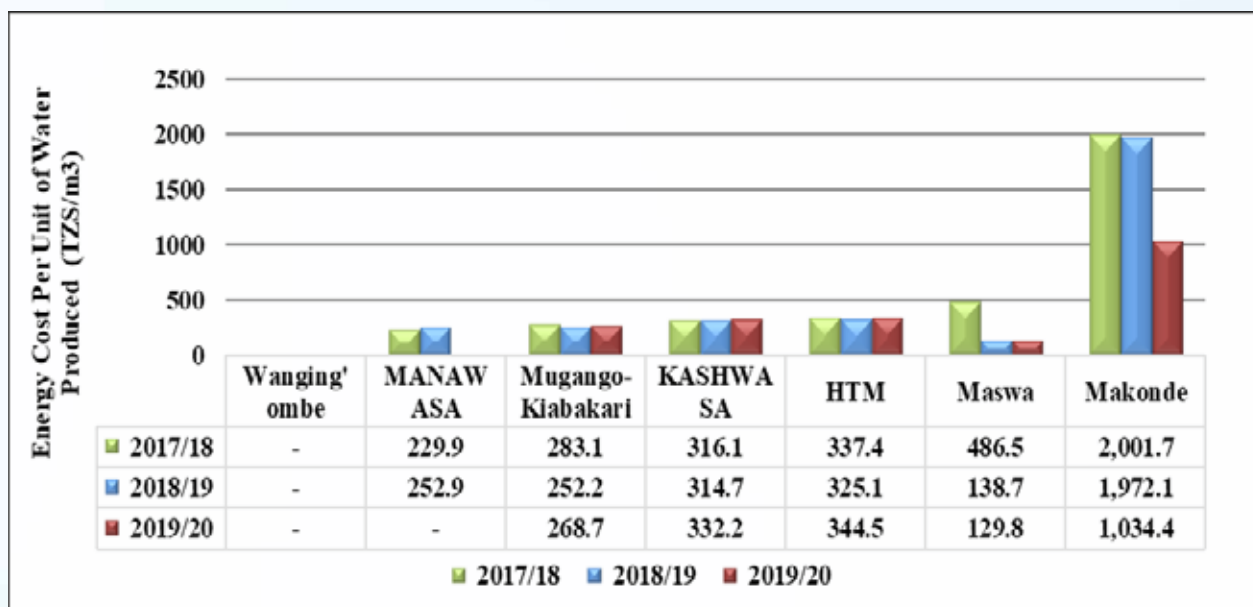 Energy Cost Per Unit of Water
Produced (TZS/m3)
2500
2000
1500
1000
500
0
Wanging' MANAW Mugango- KASHWA HTM Maswa Makonde
ombe ASA Kiabakari SA
2017/18 - 229.9 283.1 316.1 337.4 486.5 2,001.7
2018/19 - 252.9 252.2 314.7 325.1 138.7 1,972.1
2019/20 - - 268.7 332.2 344.5 129.8 1,034.4
2017/18 2018/19 2019/20